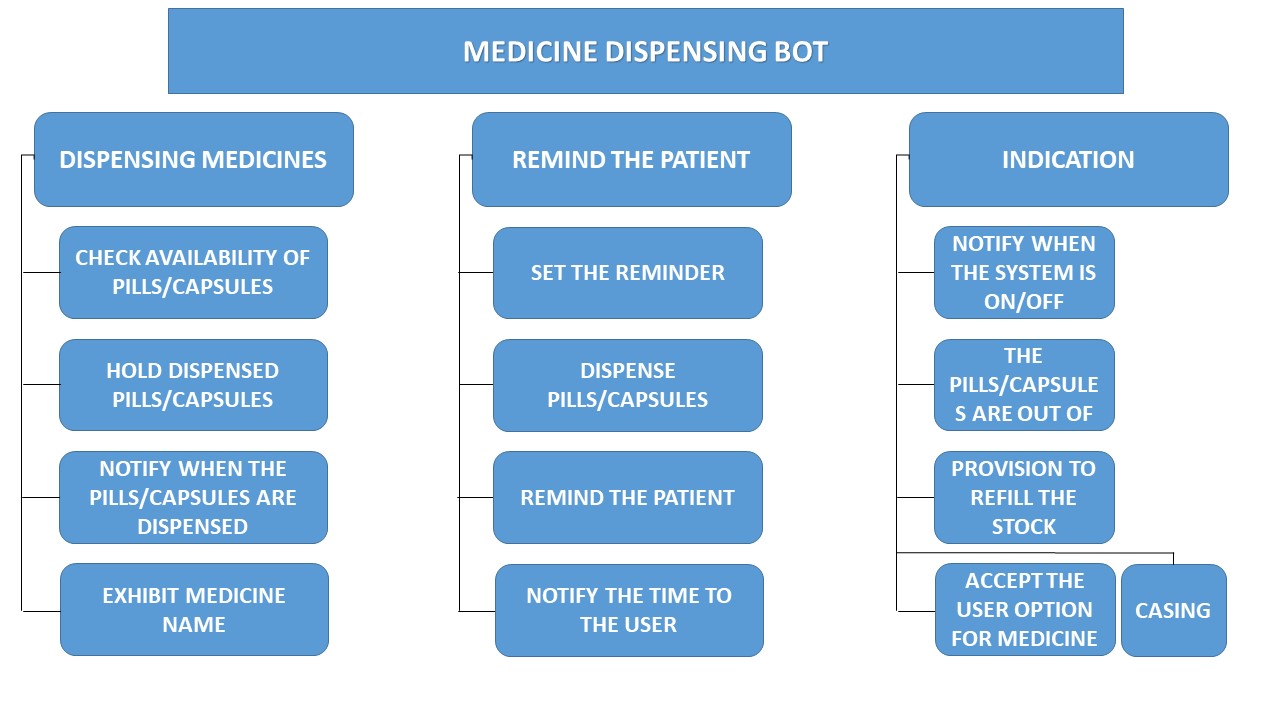 MEDICINE DISPENSING BOT
DISPENSING MEDICINES
CHECK AVAILABILITY OF
PILLS/CAPSULES
HOLD DISPENSED
PILLS/CAPSULES
NOTIFY WHEN THE
PILLS/CAPSULES ARE
DISPENSED
EXHIBIT MEDICINE
NAME
REMIND THE PATIENT
SET THE REMINDER
DISPENSE
PILLS/CAPSULES
REMIND THE PATIENT
NOTIFY THE TIME TO
THE USER
INDICATION
NOTIFY WHEN
THE SYSTEM IS
ON/OFF
THE
PILLS/CAPSULE
S ARE OUT OF
PROVISION TO
REFILL THE
STOCK
ACCEPT THE
USER OPTION
FOR MEDICINE
CASING